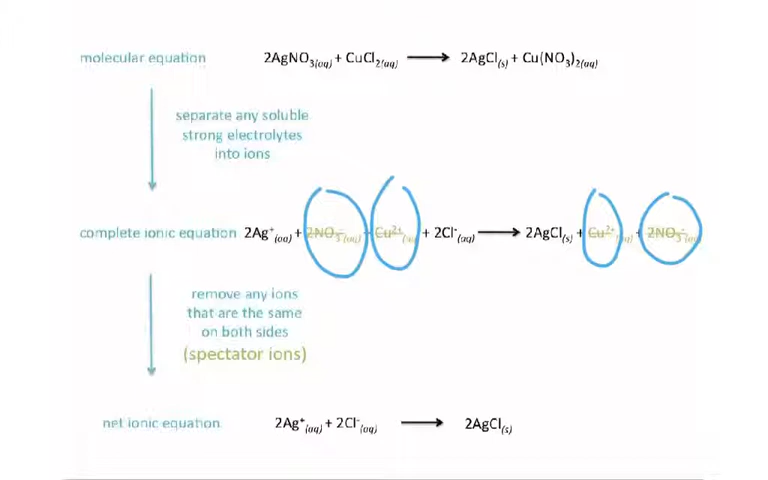 molecular equation 2AgNO₃₍aq₎ + CuCl₂₍aq₎ ⟶ 2AgCl(s) + Cu(NO₃)₂(aq)
separate any soluble
strong electrolytes
into ions
complete ionic equation 2Ag⁺(aq) + 2NO₃⁻(aq) + Cu²⁺(aq) + 2Cl⁻(aq) ⟶ 2AgCl(s) + Cu²⁺(aq) + 2NO₃⁻(aq)
remove any ions
that are the same
on both sides
(spectator ions)
net ionic equation 2Ag⁺(aq) + 2Cl⁻(aq) ⟶ 2AgCl(s)